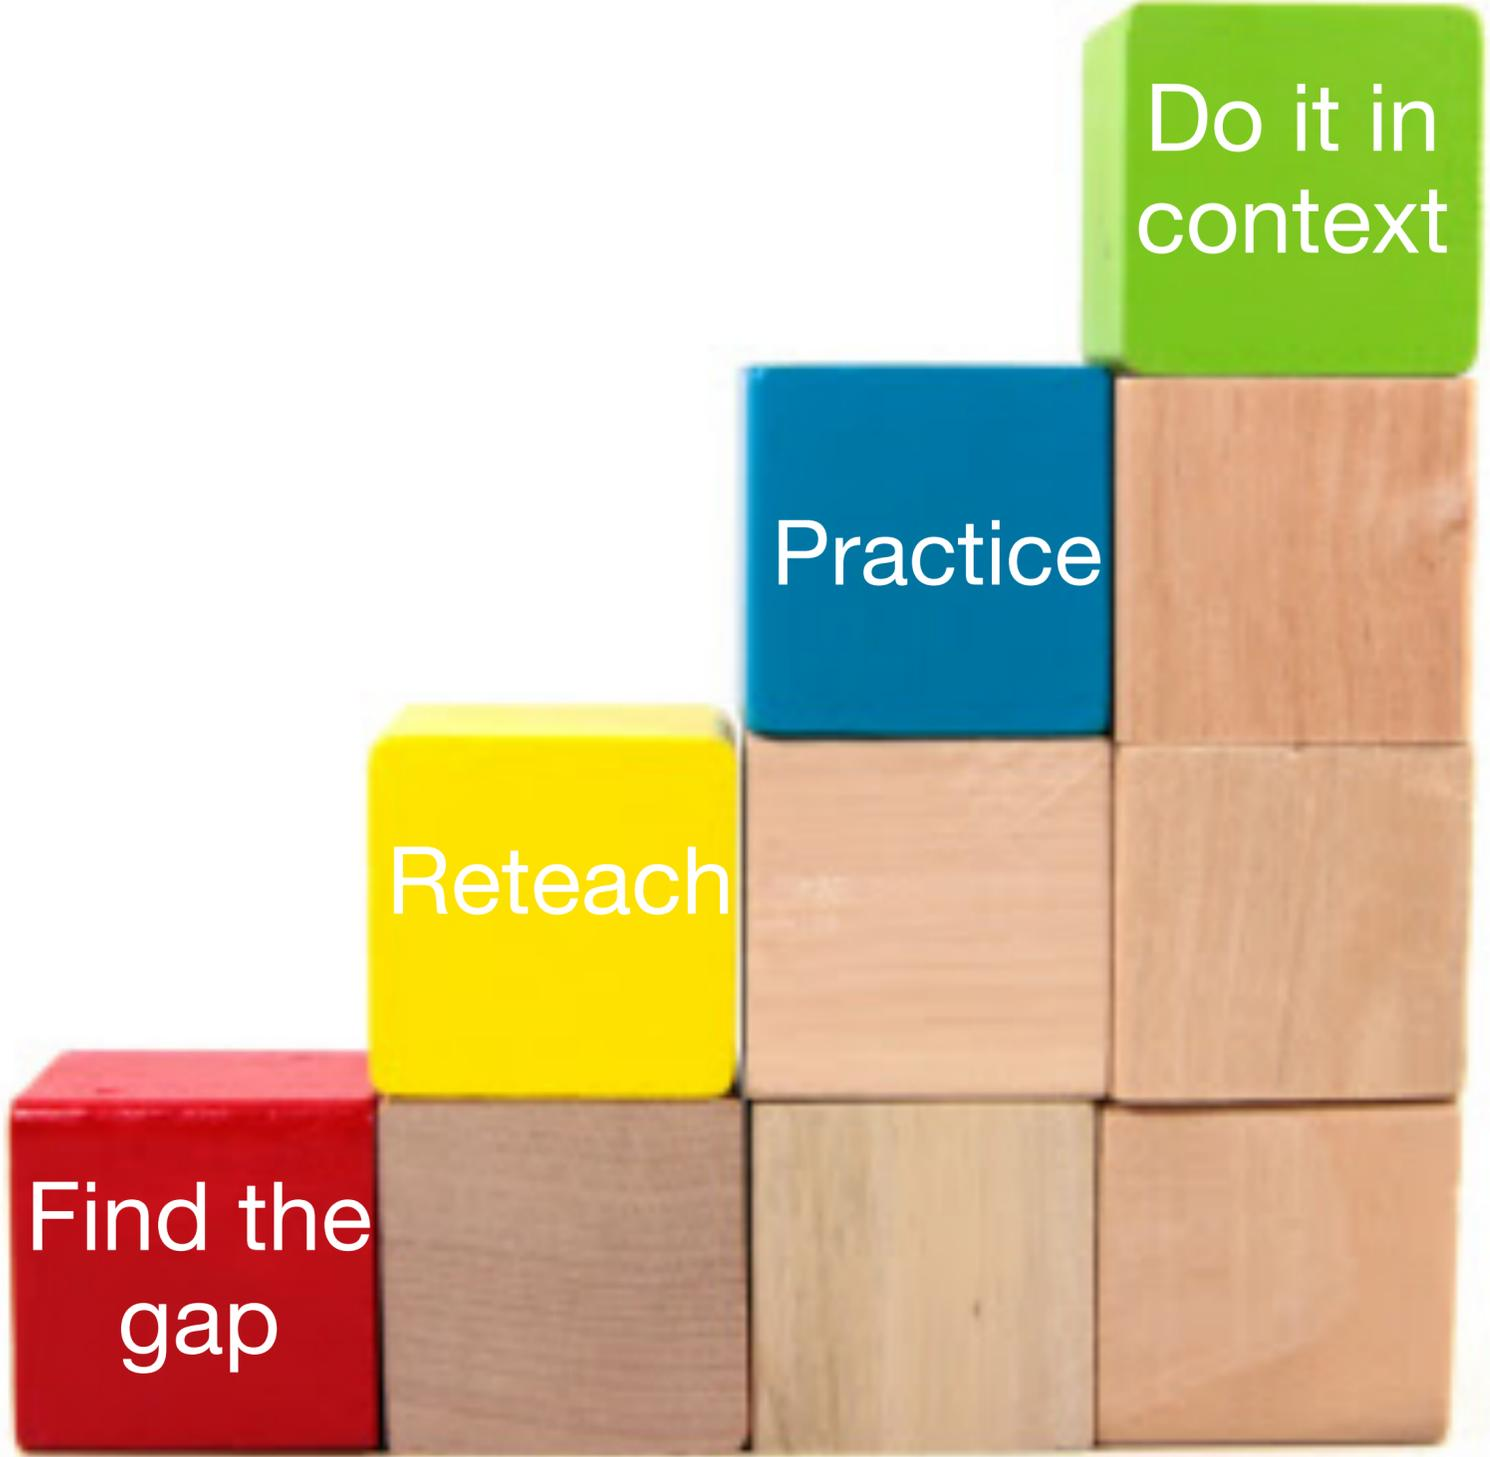 Do it in
context
Practice
Reteach
Find the
gap